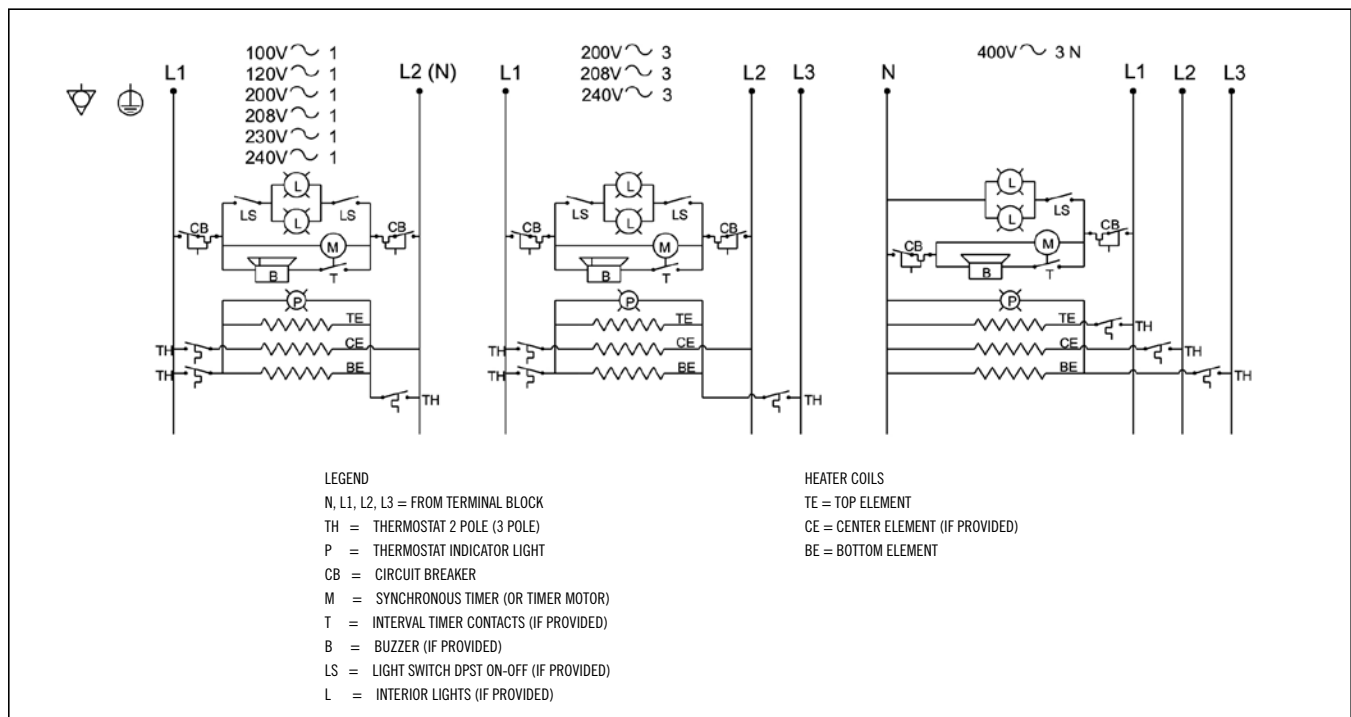 100V 1
120V 1
200V 1
208V 1
230V 1
240V 1
L1
L2 (N)
CB
LS
L
L
LS
CB
M
B
T
P
TE
TH
CE
TH
BE
TH
200V 3
208V 3
240V 3
L1
L2
L3
CB
LS
L
L
LS
CB
M
B
T
P
TE
TH
CE
TH
BE
TH
400V 3 N
N
L1
L2
L3
L
L
LS
CB
CB
M
B
T
P
TE
TH
CE
TH
BE
TH
LEGEND
N, L1, L2, L3 = FROM TERMINAL BLOCK
TH = THERMOSTAT 2 POLE (3 POLE)
P = THERMOSTAT INDICATOR LIGHT
CB = CIRCUIT BREAKER
M = SYNCHRONOUS TIMER (OR TIMER MOTOR)
T = INTERVAL TIMER CONTACTS (IF PROVIDED)
B = BUZZER (IF PROVIDED)
LS = LIGHT SWITCH DPST ON-OFF (IF PROVIDED)
L = INTERIOR LIGHTS (IF PROVIDED)
HEATER COILS
TE = TOP ELEMENT
CE = CENTER ELEMENT (IF PROVIDED)
BE = BOTTOM ELEMENT